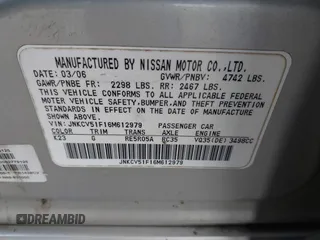 MANUFACTURED BY NISSAN MOTOR CO.,LTD.
DATE: 03/06 GVWR/PNBV: 4742 LBS.
GAWR/PNBE FR: 2298 LBS. RR: 2467 LBS.
THIS VEHICLE CONFORMS TO ALL APPLICABLE FEDERAL
MOTOR VEHICLE SAFETY, BUMPER, AND THEFT PREVENTION
STANDARDS IN EFFECT ON THE DATE OF MANUFACTURE
SHOWN ABOVE.
VIN: JNKCV51F16M612979 PASSENGER CAR
COLOR TRIM TRANS MODEL ENGINE
K23 G RE5R05A BC35 VQ35(DE) 3498CC
DREAMBID